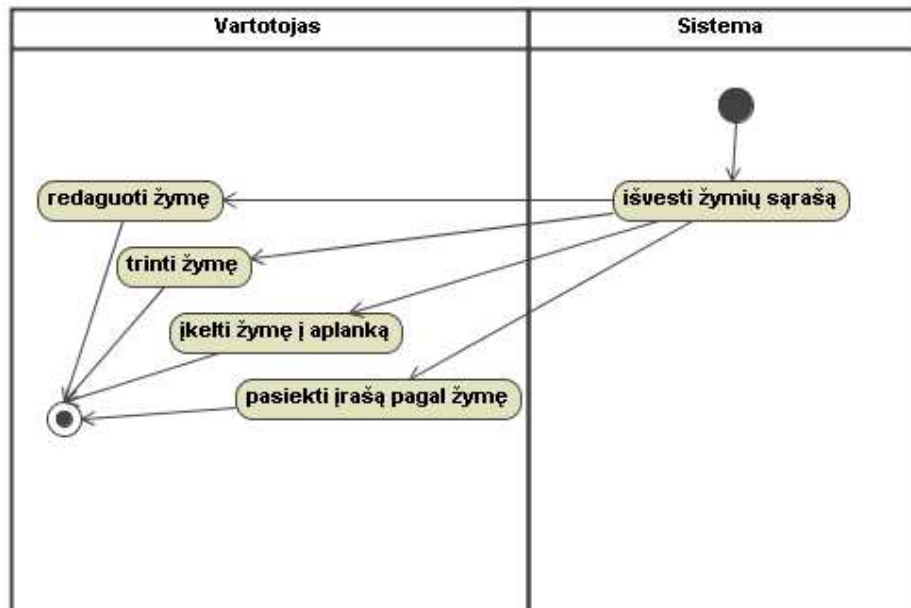 Vartotojas
Sistema
redaguoti žymę
išvesti žymių sąrašą
trinti žymę
įkelti žymę į aplanką
pasiekti įrašą pagal žymę